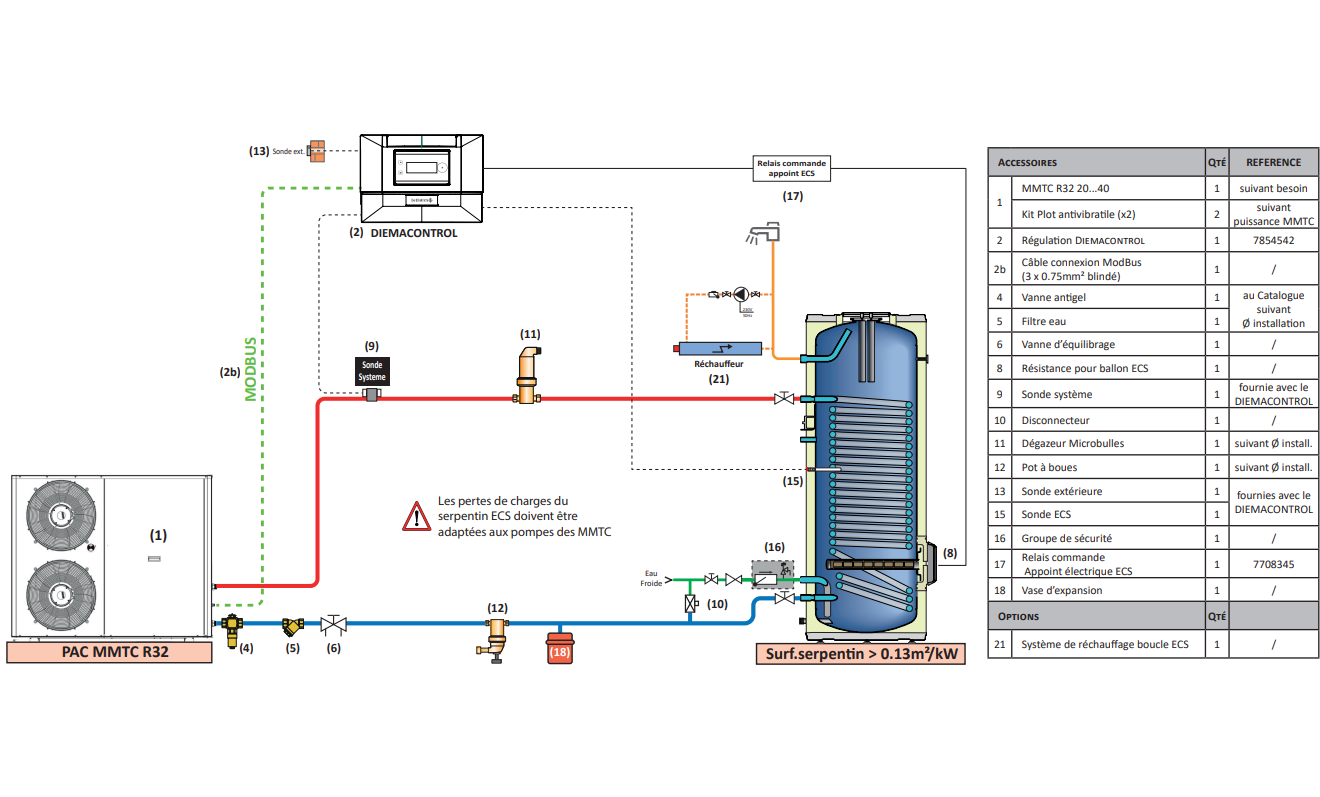 (13) Sonde ext.
Relais commande
appoint ECS
(17)
(2) DIEMACONTROL
(2b) MODBUS
(9)
Sonde
Systeme
(11)
230V
50Hz
Réchauffeur
(21)
(15)
(1)
Les pertes de charges du
serpentin ECS doivent être
adaptées aux pompes des MMTC
(16)
(8)
Eau
Froide
(10)
(12)
(4)
(5)
(6)
(18)
PAC MMTC R32
Surf.serpentin > 0.13m²/kW
Accessoires Qté REFERENCE
1 MMTC R32 20...40 1 suivant besoin
Kit Plot antivibratile (x2) 2 suivant
puissance MMTC
2 Régulation Diemacontrol 1 7854542
2b Câble connexion ModBus
(3 x 0.75mm² blindé) 1 /
4 Vanne antigel 1 au Catalogue
suivant
Ø installation
5 Filtre eau 1
6 Vanne d’équilibrage 1 /
8 Résistance pour ballon ECS 1 /
9 Sonde système 1 fournie avec le
DIEMACONTROL
10 Disconnecteur 1 /
11 Dégazeur Microbulles 1 suivant Ø install.
12 Pot à boues 1 suivant Ø install.
13 Sonde extérieure 1 fournies avec le
DIEMACONTROL
15 Sonde ECS 1
16 Groupe de sécurité 1 /
17 Relais commande
Appoint électrique ECS 1 7708345
18 Vase d’expansion 1 /
Options Qté
21 Système de réchauffage boucle ECS 1 /